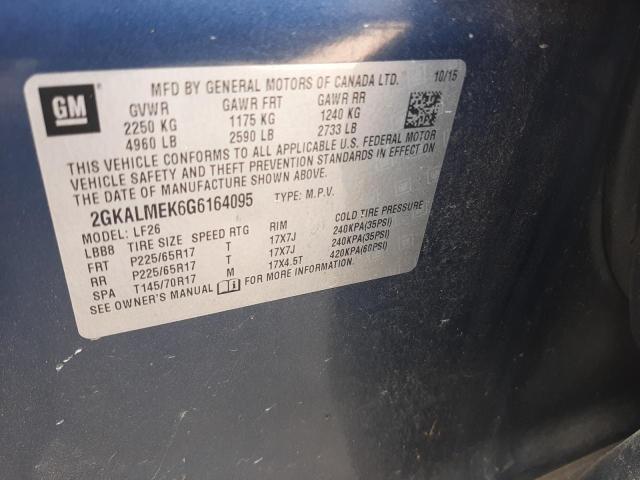 MFD BY GENERAL MOTORS OF CANADA LTD. 10/15
GM
GVWR GAWR FRT GAWR RR
2250 KG 1175 KG 1240 KG
4960 LB 2590 LB 2733 LB
THIS VEHICLE CONFORMS TO ALL APPLICABLE U.S. FEDERAL MOTOR
VEHICLE SAFETY AND THEFT PREVENTION STANDARDS IN EFFECT ON
THE DATE OF MANUFACTURE SHOWN ABOVE.
2GKALMEK6G6164095 TYPE: M.P.V.
MODEL: LF26
LBB8 TIRE SIZE SPEED RTG RIM COLD TIRE PRESSURE
FRT P225/65R17 T 17X7J 240KPA(35PSI)
RR P225/65R17 T 17X7J 240KPA(35PSI)
SPA T145/70R17 M 17X4.5T 420KPA(60PSI)
SEE OWNER'S MANUAL FOR MORE INFORMATION.